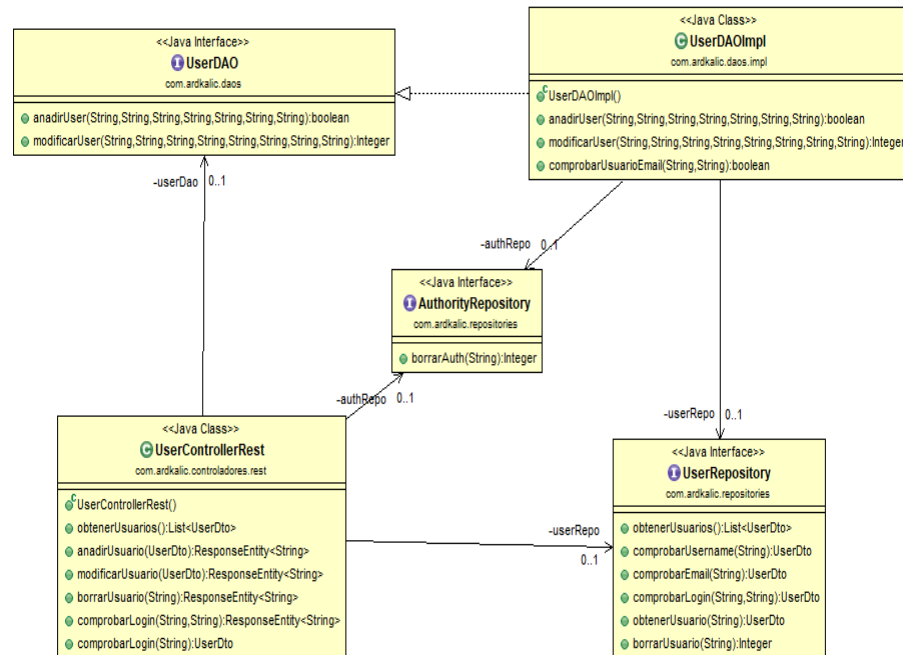 <<Java Interface>>
UserDAO
com.ardkalic.daos
anadirUser(String,String,String,String,String,String,String):boolean
modificarUser(String,String,String,String,String,String,String,String):Integer
<<Java Class>>
UserDAOImpl
com.ardkalic.daos.impl
UserDAOImpl()
anadirUser(String,String,String,String,String,String,String):boolean
modificarUser(String,String,String,String,String,String,String,String):Integer
comprobarUsuarioEmail(String,String):boolean
-userDao 0..1
-authRepo 0..1
<<Java Interface>>
AuthorityRepository
com.ardkalic.repositories
borrarAuth(String):Integer
-authRepo 0..1
-userRepo 0..1
<<Java Class>>
UserControllerRest
com.ardkalic.controladores.rest
UserControllerRest()
obtenerUsuarios():List<UserDto>
anadirUsuario(UserDto):ResponseEntity<String>
modificarUsuario(UserDto):ResponseEntity<String>
borrarUsuario(String):ResponseEntity<String>
comprobarLogin(String,String):ResponseEntity<String>
comprobarLogin(String):UserDto
-userRepo
0..1
<<Java Interface>>
UserRepository
com.ardkalic.repositories
obtenerUsuarios():List<UserDto>
comprobarUsername(String):UserDto
comprobarEmail(String):UserDto
comprobarLogin(String,String):UserDto
obtenerUsuario(String):UserDto
borrarUsuario(String):Integer